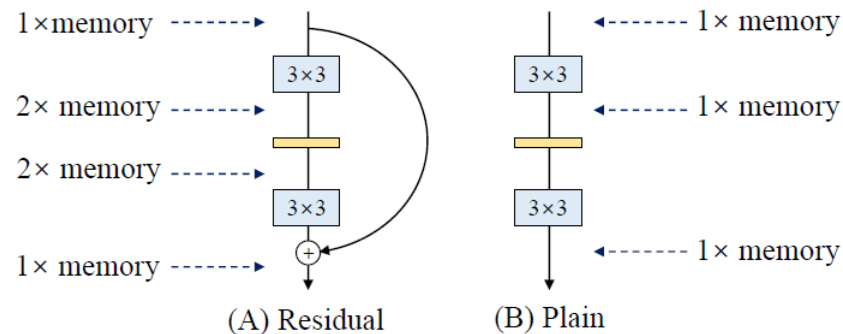 1×memory
3×3
2× memory
2× memory
3×3
+
1× memory
(A) Residual
1× memory
3×3
1× memory
3×3
1× memory
(B) Plain